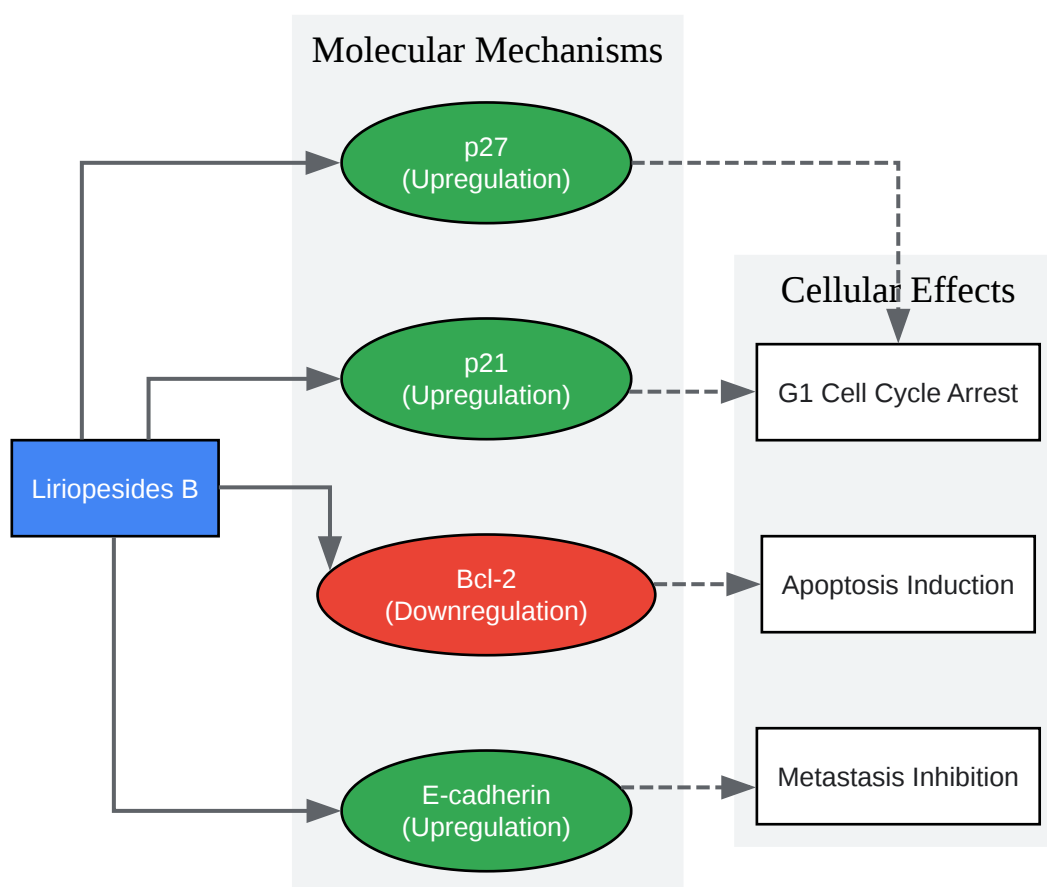 Molecular Mechanisms
p27
(Upregulation)
Cellular Effects
p21
(Upregulation)
G1 Cell Cycle Arrest
Liriopesides B
Bcl-2
(Downregulation)
Apoptosis Induction
E-cadherin
(Upregulation)
Metastasis Inhibition